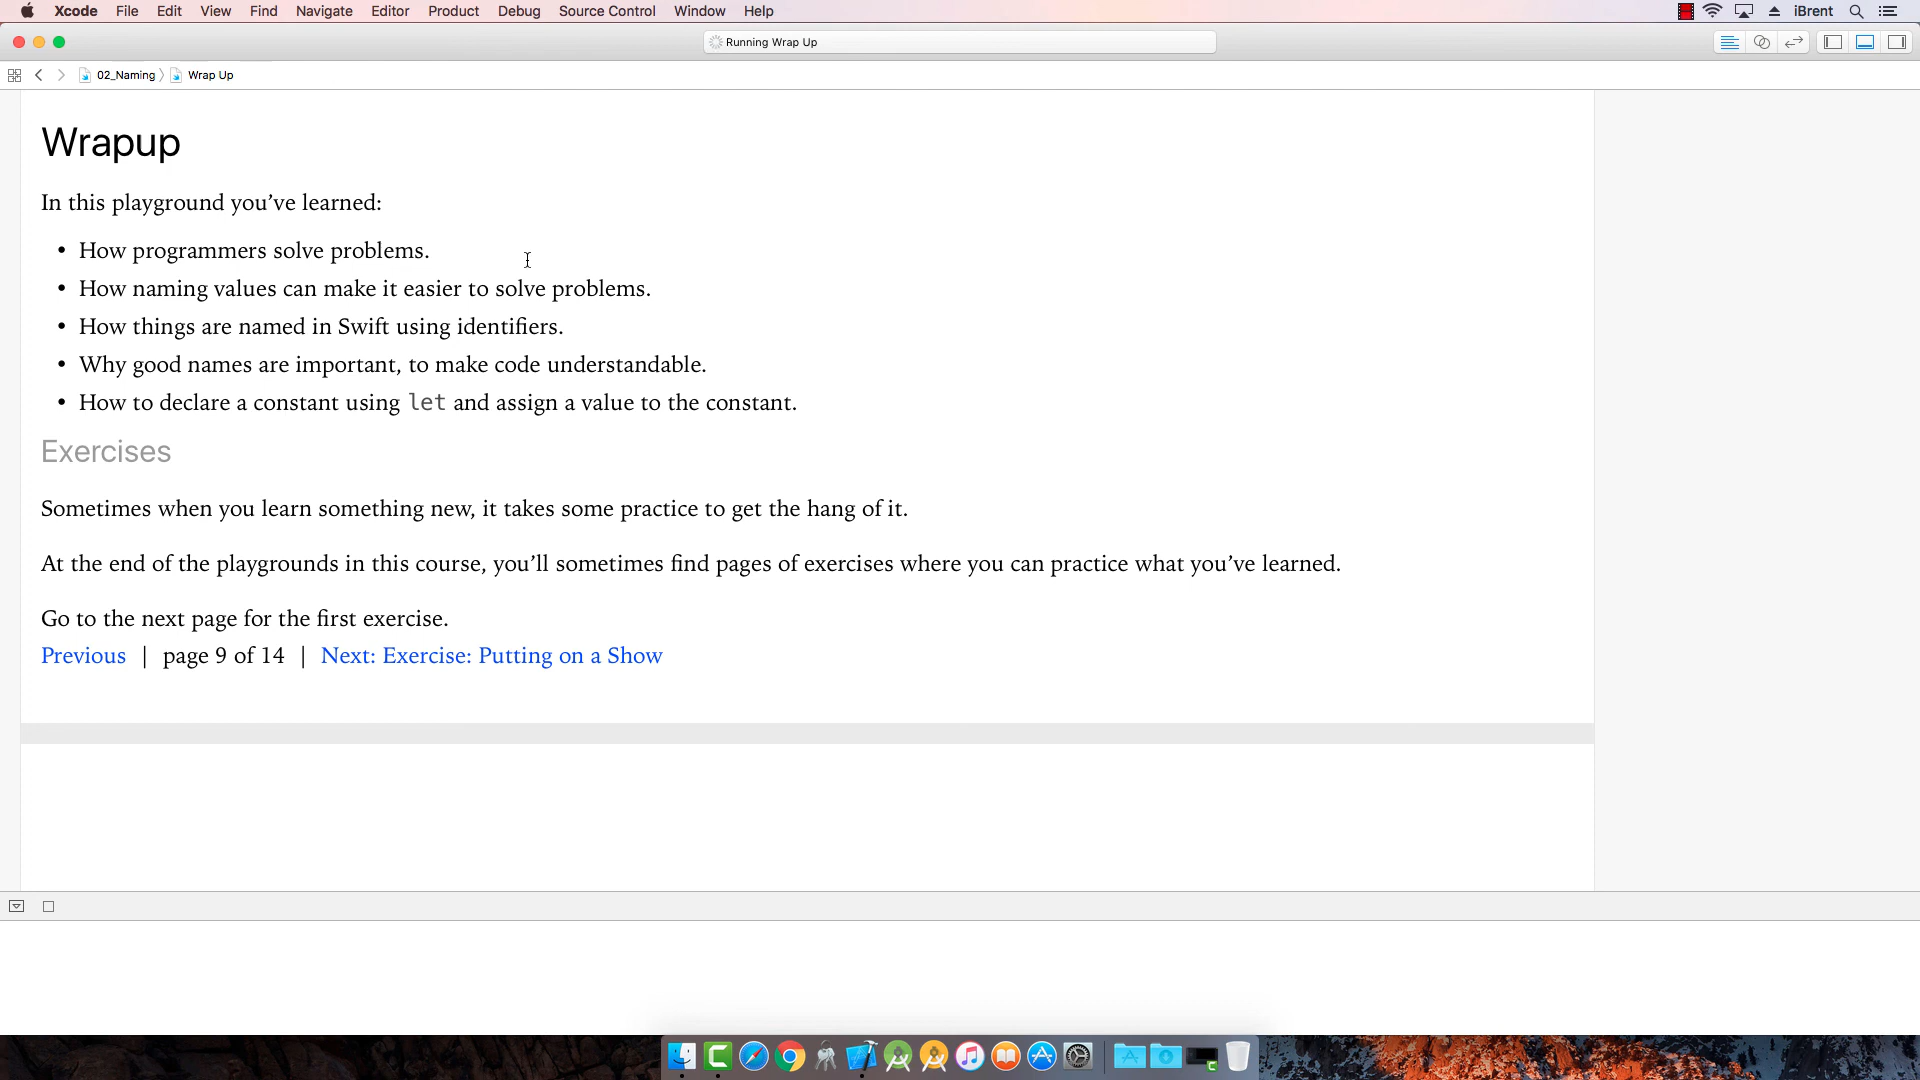 Xcode File Edit View Find Navigate Editor Product Debug Source Control Window Help iBrent
Running Wrap Up
02_Naming Wrap Up
Wrapup
In this playground you’ve learned:
• How programmers solve problems.
• How naming values can make it easier to solve problems.
• How things are named in Swift using identifiers.
• Why good names are important, to make code understandable.
• How to declare a constant using let and assign a value to the constant.
Exercises
Sometimes when you learn something new, it takes some practice to get the hang of it.
At the end of the playgrounds in this course, you’ll sometimes find pages of exercises where you can practice what you’ve learned.
Go to the next page for the first exercise.
Previous | page 9 of 14 | Next: Exercise: Putting on a Show